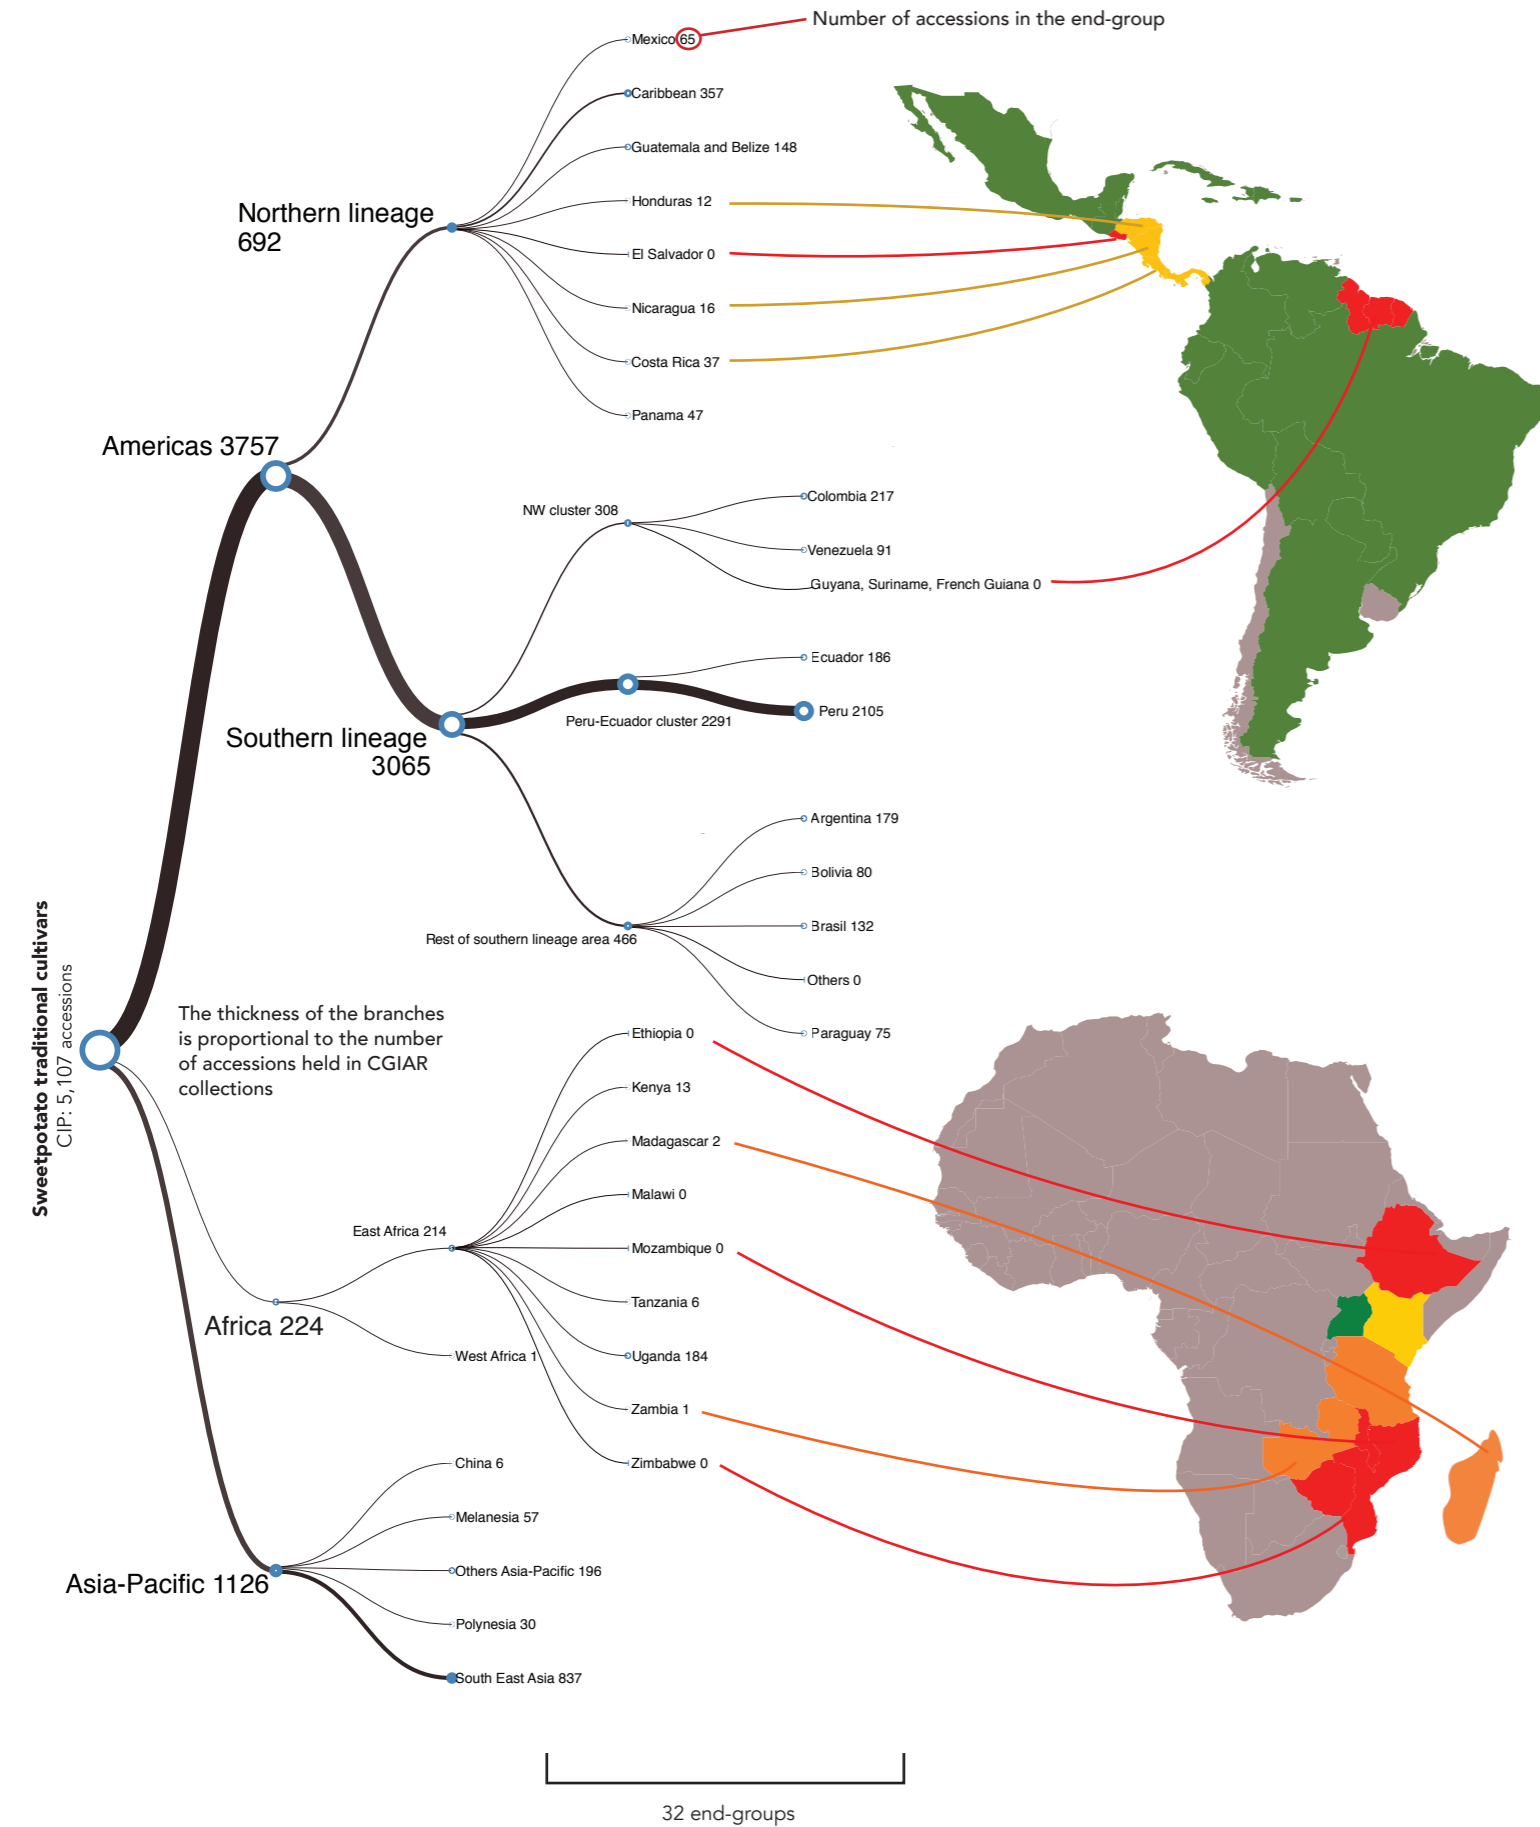 Number of accessions in the end-group
Mexico 65
Caribbean 357
Guatemala and Belize 148
Northern lineage
692
Honduras 12
El Salvador 0
Nicaragua 16
Costa Rica 37
Panama 47
Americas 3757
NW cluster 308
Colombia 217
Venezuela 91
Guyana, Suriname, French Guiana 0
Ecuador 186
Peru-Ecuador cluster 2291
Peru 2105
Southern lineage
3065
Argentina 179
Bolivia 80
Brasil 132
Rest of southern lineage area 466
Others 0
Paraguay 75
Sweetpotato traditional cultivars
CIP: 5,107 accessions
The thickness of the branches
is proportional to the number
of accessions held in CGIAR
collections
Ethiopia 0
Kenya 13
Madagascar 2
Malawi 0
East Africa 214
Mozambique 0
Tanzania 6
Africa 224
West Africa 1
Uganda 184
Zambia 1
Zimbabwe 0
China 6
Melanesia 57
Others Asia-Pacific 196
Asia-Pacific 1126
Polynesia 30
South East Asia 837
32 end-groups